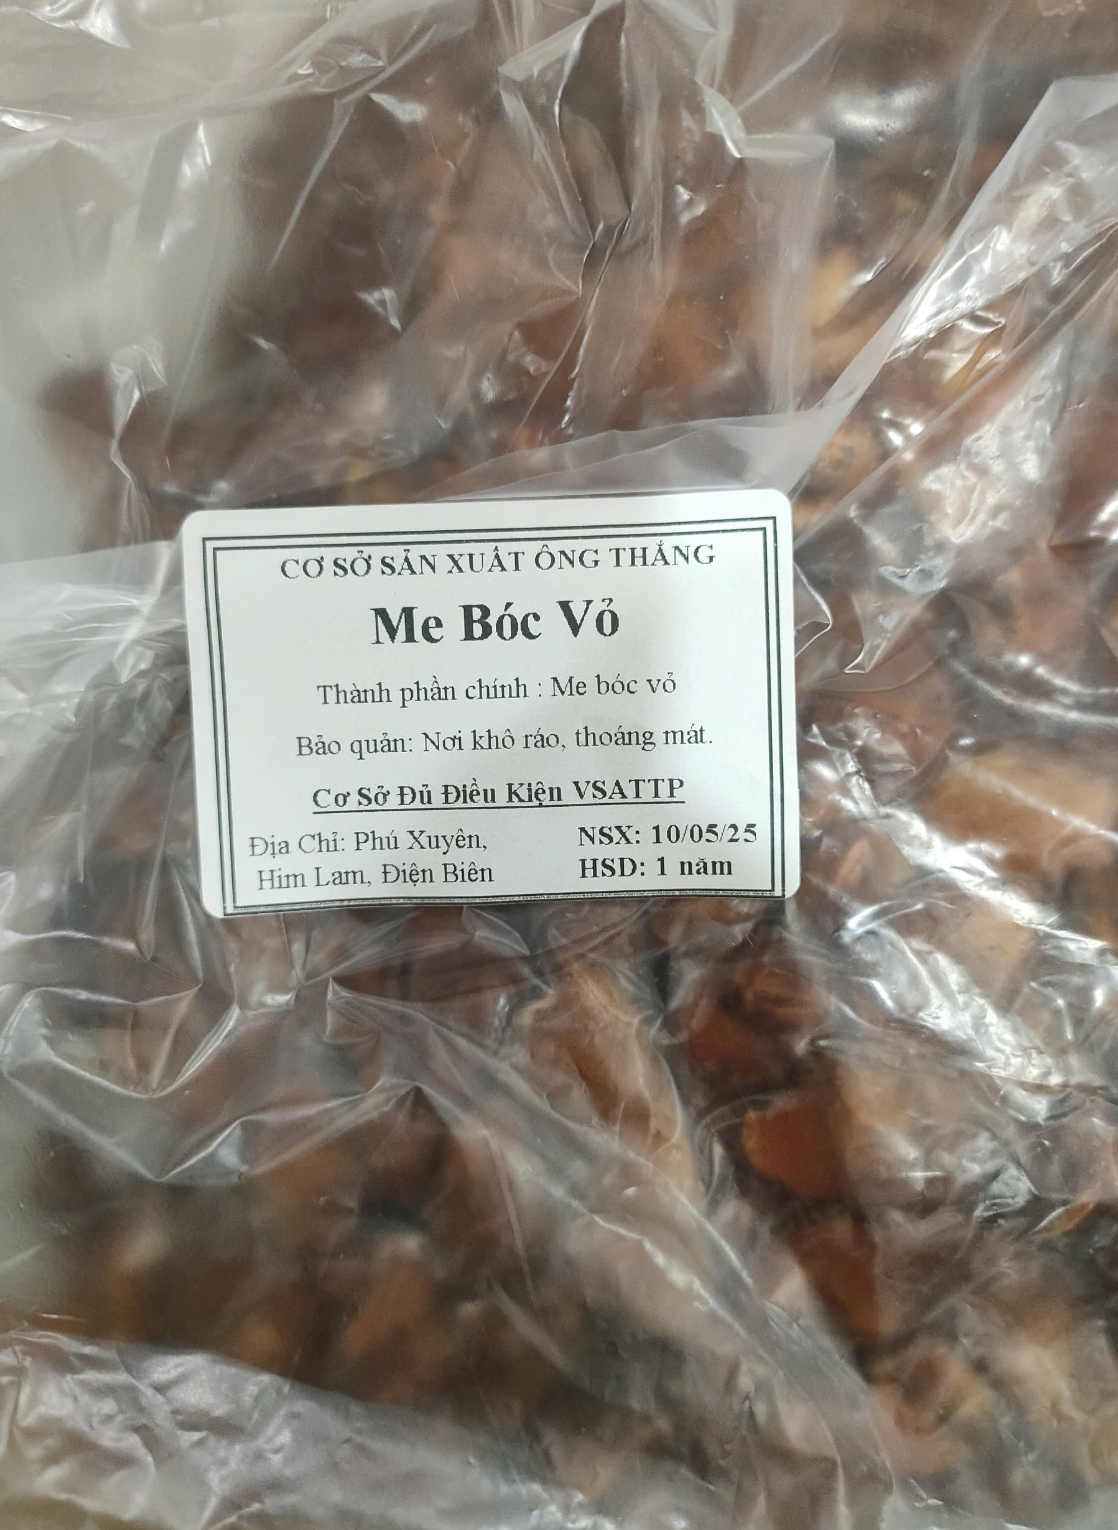 CƠ SỞ SẢN XUẤT ÔNG THẮNG
Me Bóc Vỏ
Thành phần chính : Me bóc vỏ
Bảo quản: Nơi khô ráo, thoáng mát.
Cơ Sở Đủ Điều Kiện VSATTP
Địa Chỉ: Phú Xuyên,
Him Lam, Điện Biên
NSX: 10/05/25
HSD: 1 năm